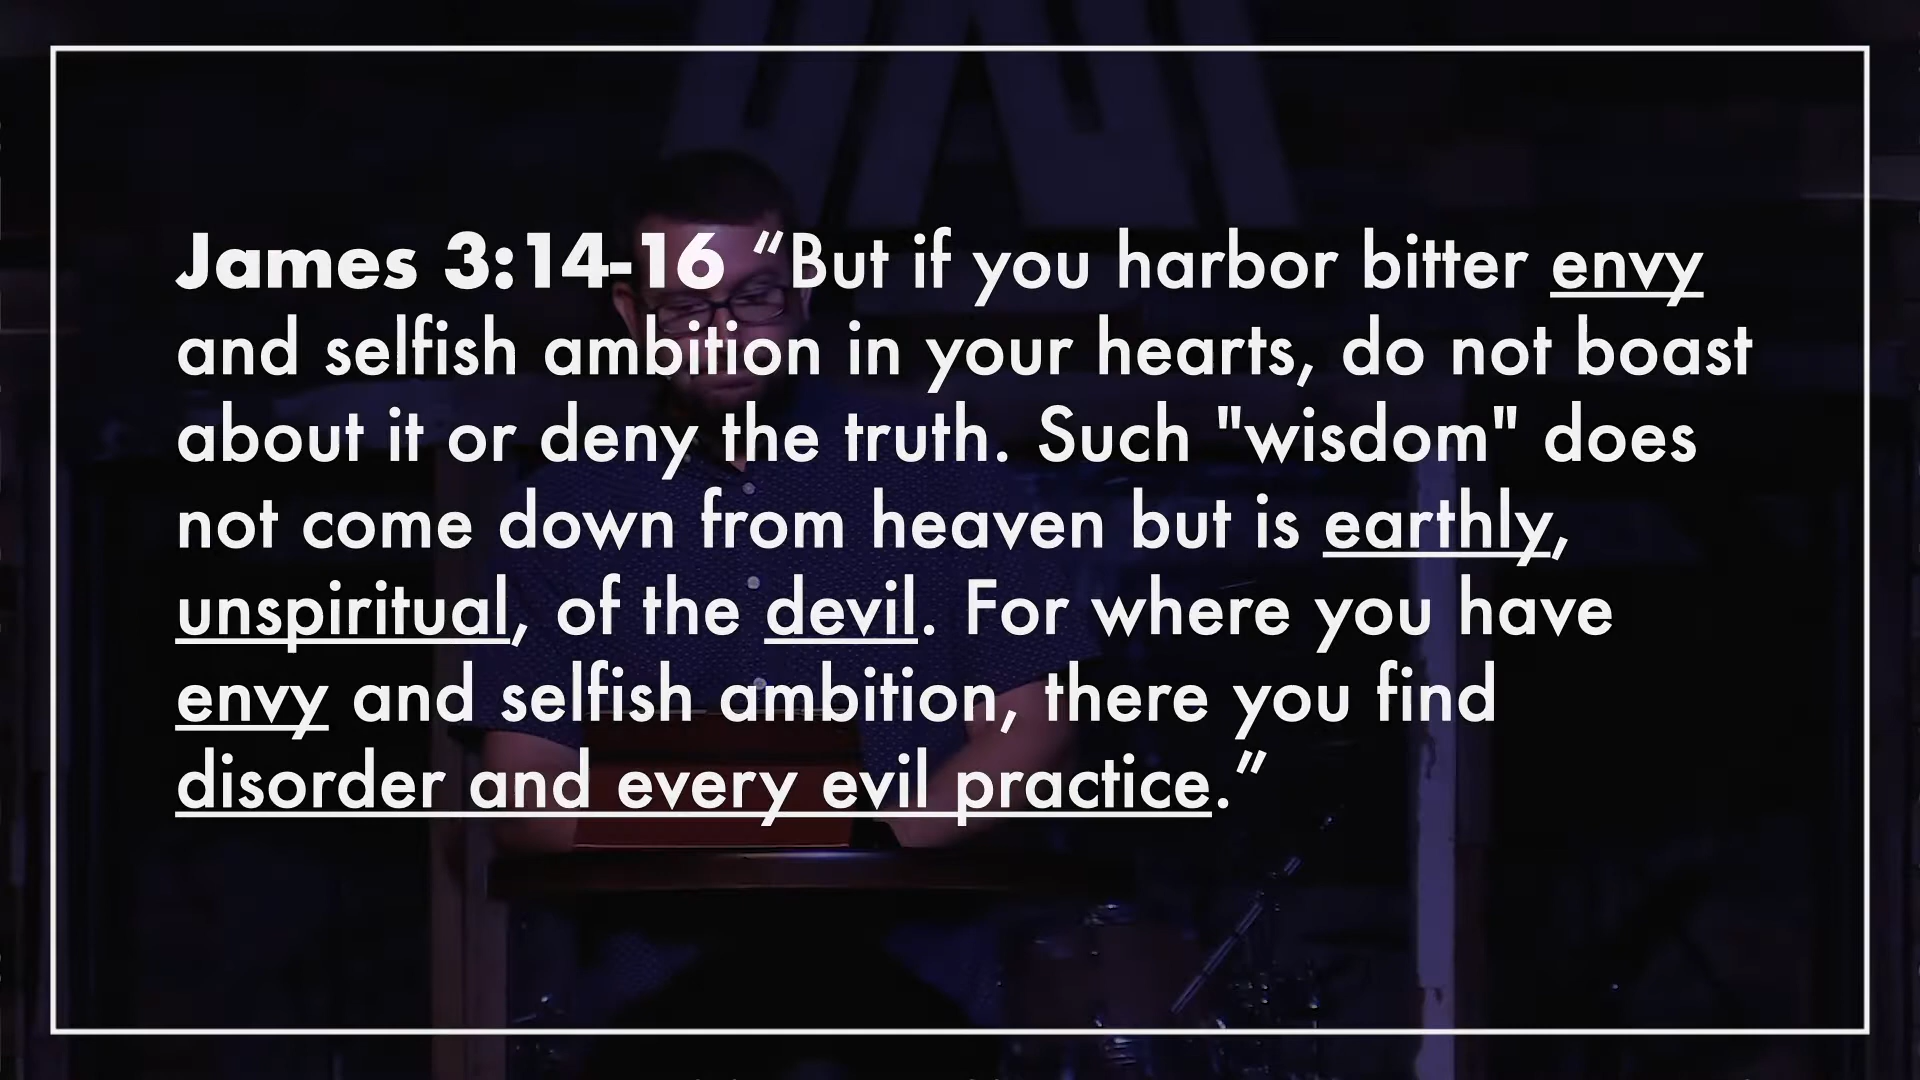 James 3:14-16 “But if you harbor bitter envy
and selfish ambition in your hearts, do not boast
about it or deny the truth. Such "wisdom" does
not come down from heaven but is earthly,
unspiritual, of the devil. For where you have
envy and selfish ambition, there you find
disorder and every evil practice.”